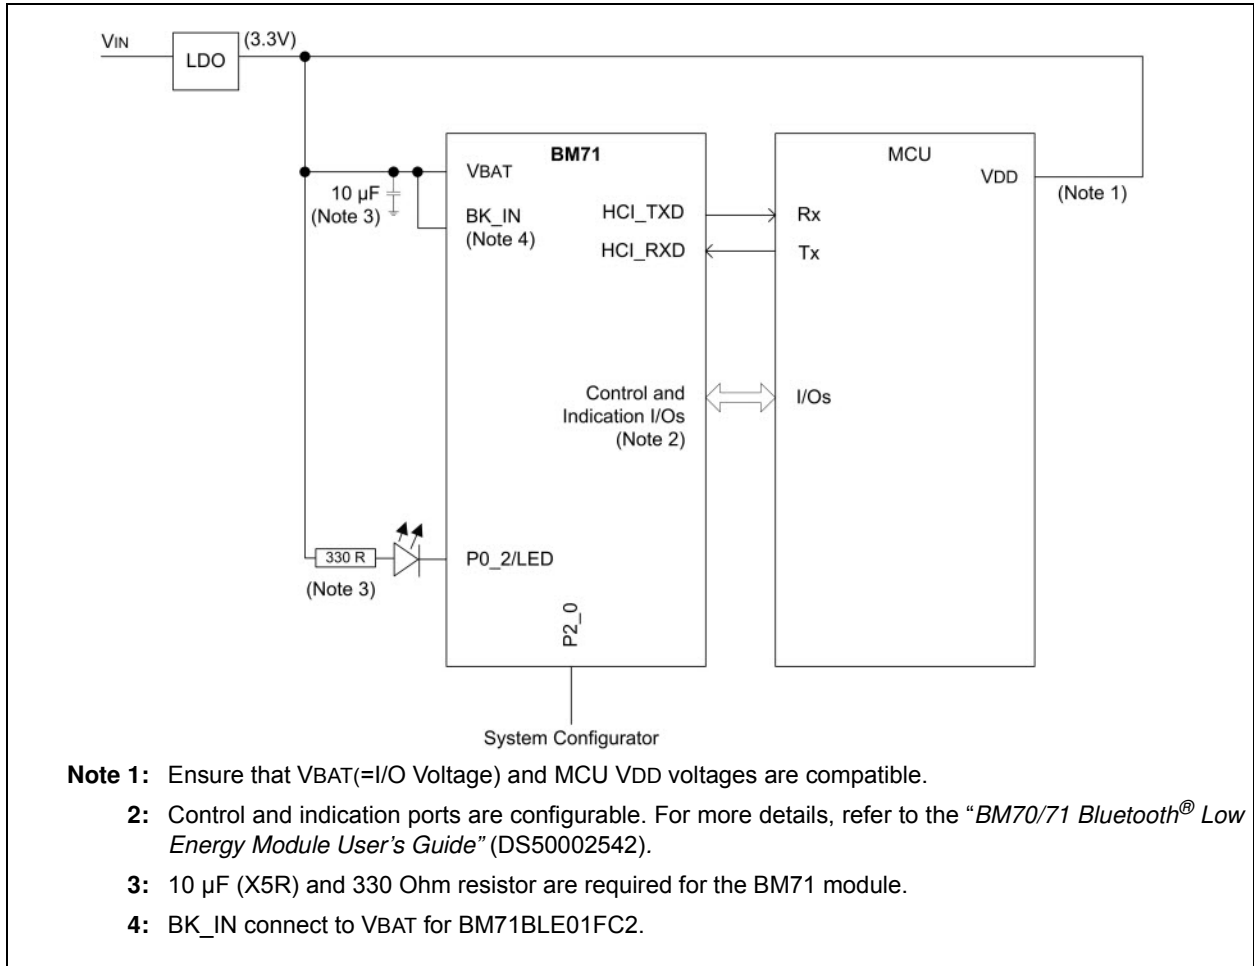 VIN
LDO
(3.3V)
BM71
MCU
VBAT
VDD
10 µF
(Note 3)
(Note 1)
BK_IN
(Note 4)
HCI_TXD
Rx
HCI_RXD
Tx
Control and
Indication I/Os
(Note 2)
I/Os
330 R
P0_2/LED
(Note 3)
P2_0
System Configurator
Note 1: Ensure that VBAT(=I/O Voltage) and MCU VDD voltages are compatible.
2: Control and indication ports are configurable. For more details, refer to the “BM70/71 Bluetooth® Low
Energy Module User's Guide” (DS50002542).
3: 10 µF (X5R) and 330 Ohm resistor are required for the BM71 module.
4: BK_IN connect to VBAT for BM71BLE01FC2.